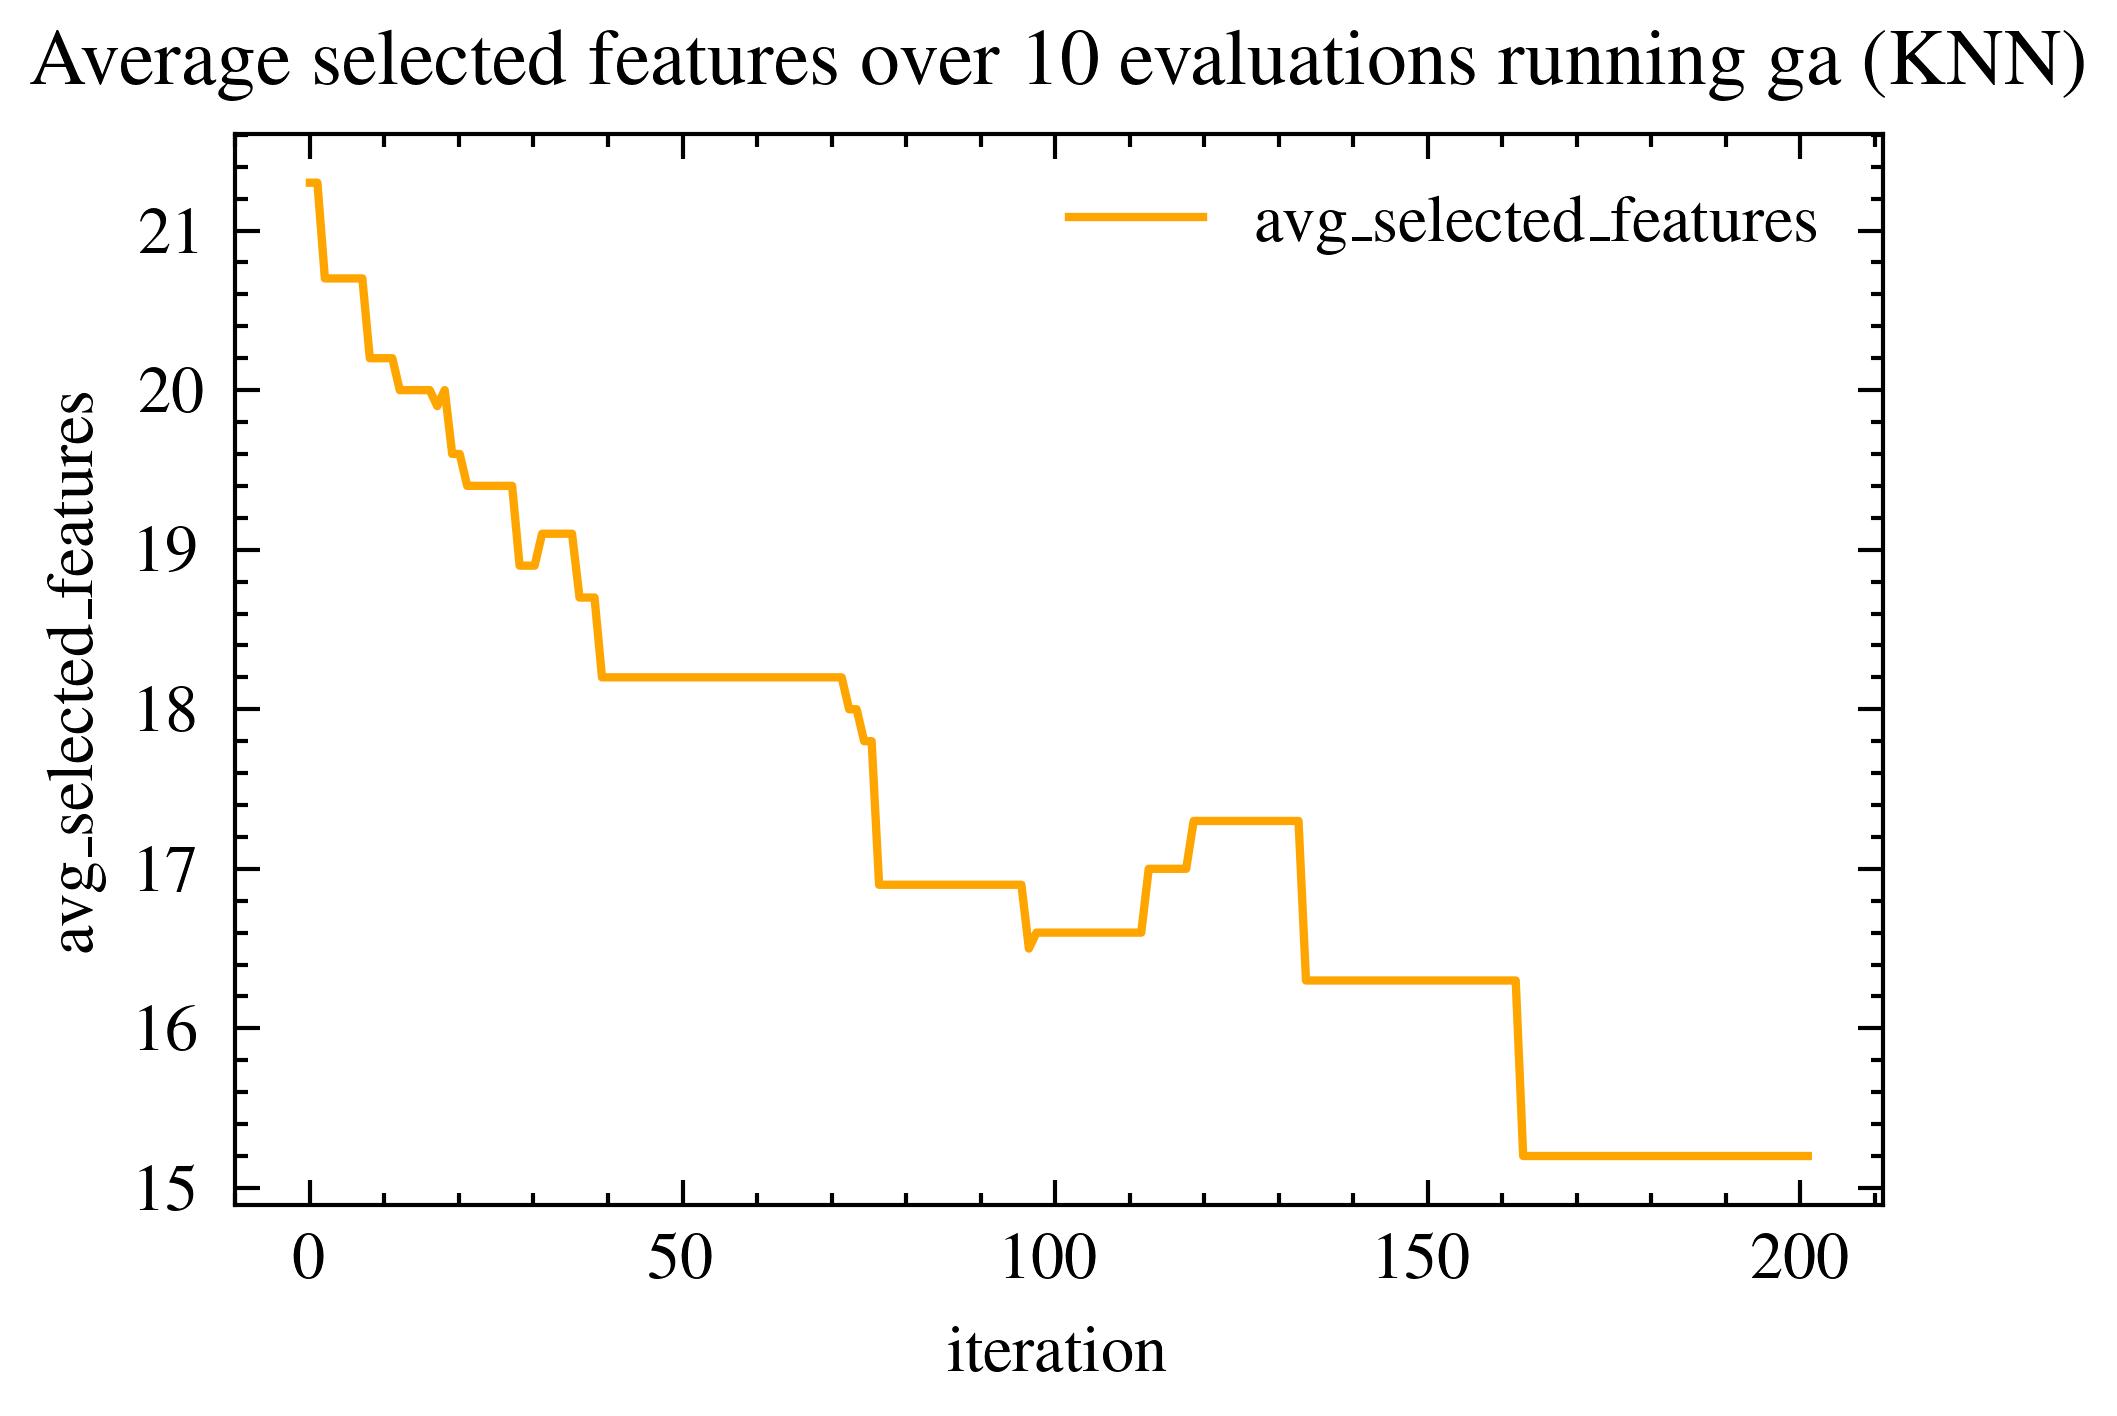 Average selected features over 10 evaluations running ga (KNN)
avg_selected_features
avg_selected_features
21
20
19
18
17
16
15
0 50 100 150 200
iteration